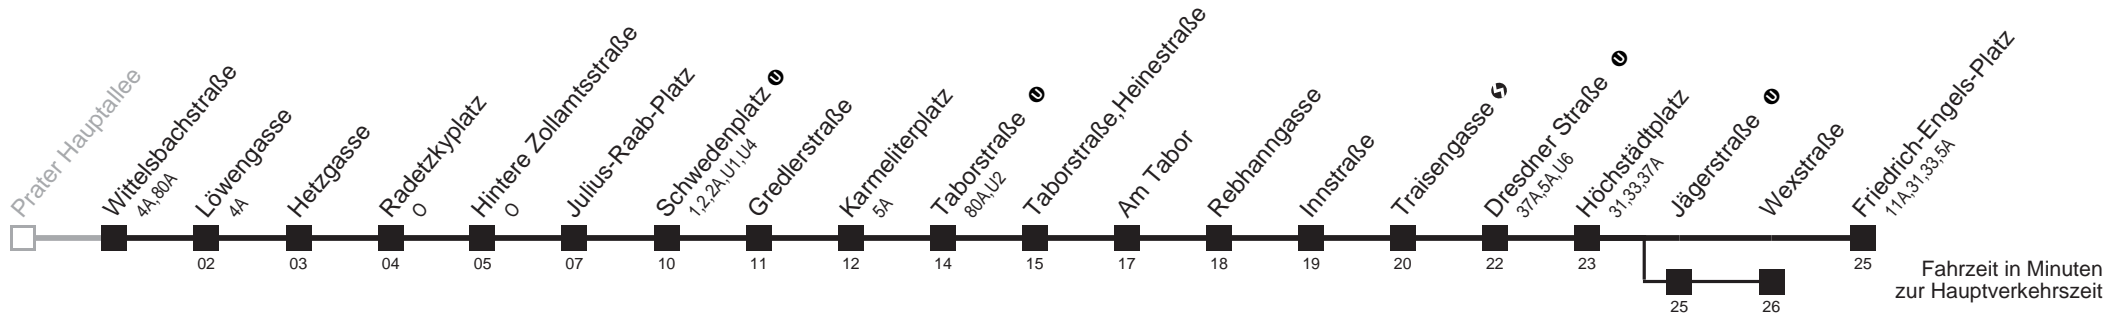 Prater Hauptallee
Wittelsbachstraße
4A,80A
Löwengasse
4A
Hetzgasse
Radetzkyplatz
O
Hintere Zollamtsstraße
O
Julius-Raab-Platz
Schwedenplatz U
1,2,2A,U1,U4
Gredlerstraße
Karmeliterplatz
5A
Taborstraße U
80A,U2
Taborstraße,Heinestraße
Am Tabor
Rebhanngasse
Innstraße
Traisengasse
Dresdner Straße U
37A,5A,U6
Höchstädtplatz
31,33,37A
Jägerstraße U
Wexstraße
Friedrich-Engels-Platz
11A,31,33,5A
02 03 04 05 07 10 11 12 14 15 17 18 19 20 22 23 25
25 26
Fahrzeit in Minuten
zur Hauptverkehrszeit